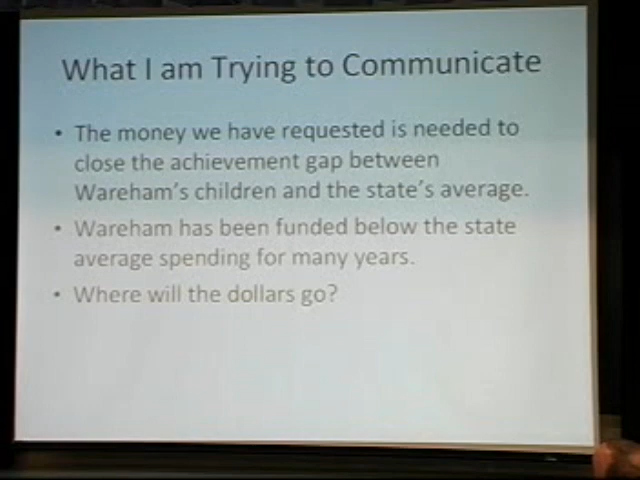 What I am Trying to Communicate
• The money we have requested is needed to
close the achievement gap between
Wareham's children and the state's average.
• Wareham has been funded below the state
average spending for many years.
• Where will the dollars go?